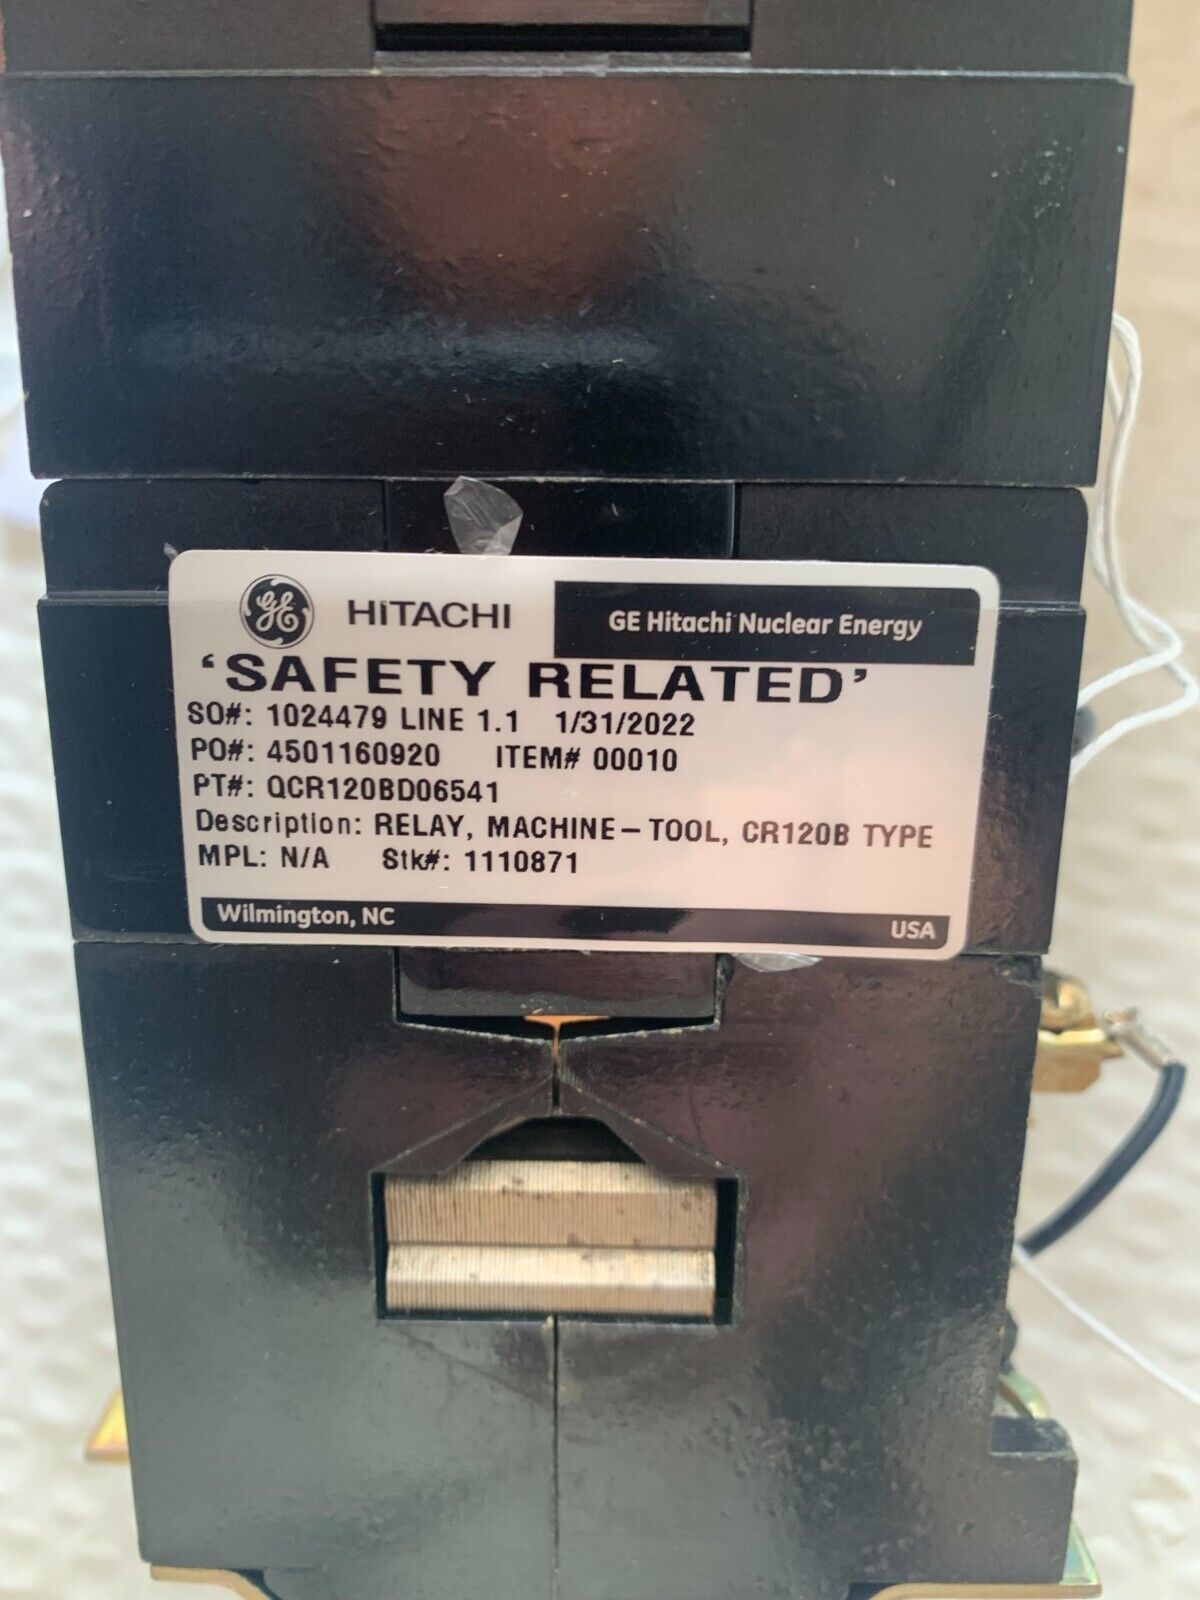 GE HITACHI GE Hitachi Nuclear Energy
‘SAFETY RELATED’
SO#: 1024479 LINE 1.1 1/31/2022
PO#: 4501160920 ITEM# 00010
PT#: QCR120BD06541
Description: RELAY, MACHINE-TOOL, CR120B TYPE
MPL: N/A Stk#: 1110871
Wilmington, NC USA